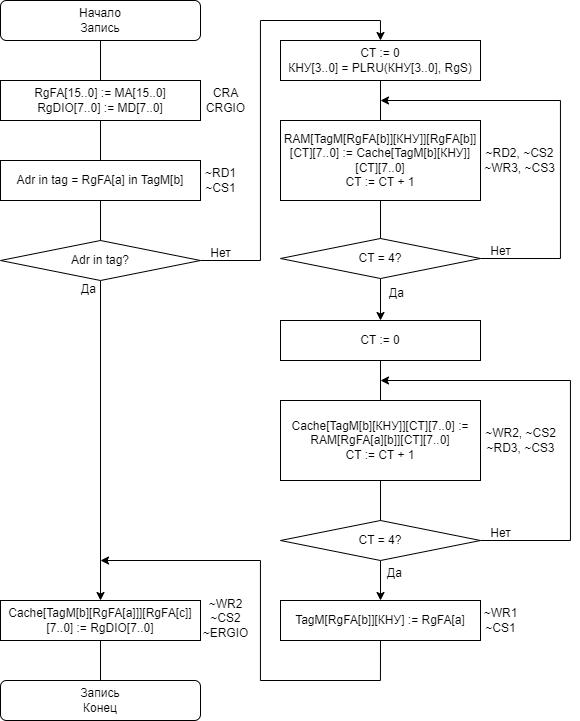 Начало
Запись
RgFA[15..0] := MA[15..0]
RgDIO[7..0] := MD[7..0]
CRA
CRGIO
Adr in tag = RgFA[a] in TagM[b]
~RD1
~CS1
Adr in tag?
Нет
Да
Cache[TagM[b][RgFA[a]]][RgFA[c]]
[7..0] := RgDIO[7..0]
~WR2
~CS2
~ERGIO
Запись
Конец
CT := 0
КНУ[3..0] = PLRU(КНУ[3..0], RgS)
RAM[TagM[RgFA[b]][КНУ]][RgFA[b]]
[CT][7..0] := Cache[TagM[b][КНУ]]
[CT][7..0]
CT := CT + 1
~RD2, ~CS2
~WR3, ~CS3
CT = 4?
Нет
Да
CT := 0
Cache[TagM[b][КНУ]][CT][7..0] :=
RAM[RgFA[a][b]][CT][7..0]
CT := CT + 1
~WR2, ~CS2
~RD3, ~CS3
CT = 4?
Нет
Да
TagM[RgFA[b]][КНУ] := RgFA[a]
~WR1
~CS1